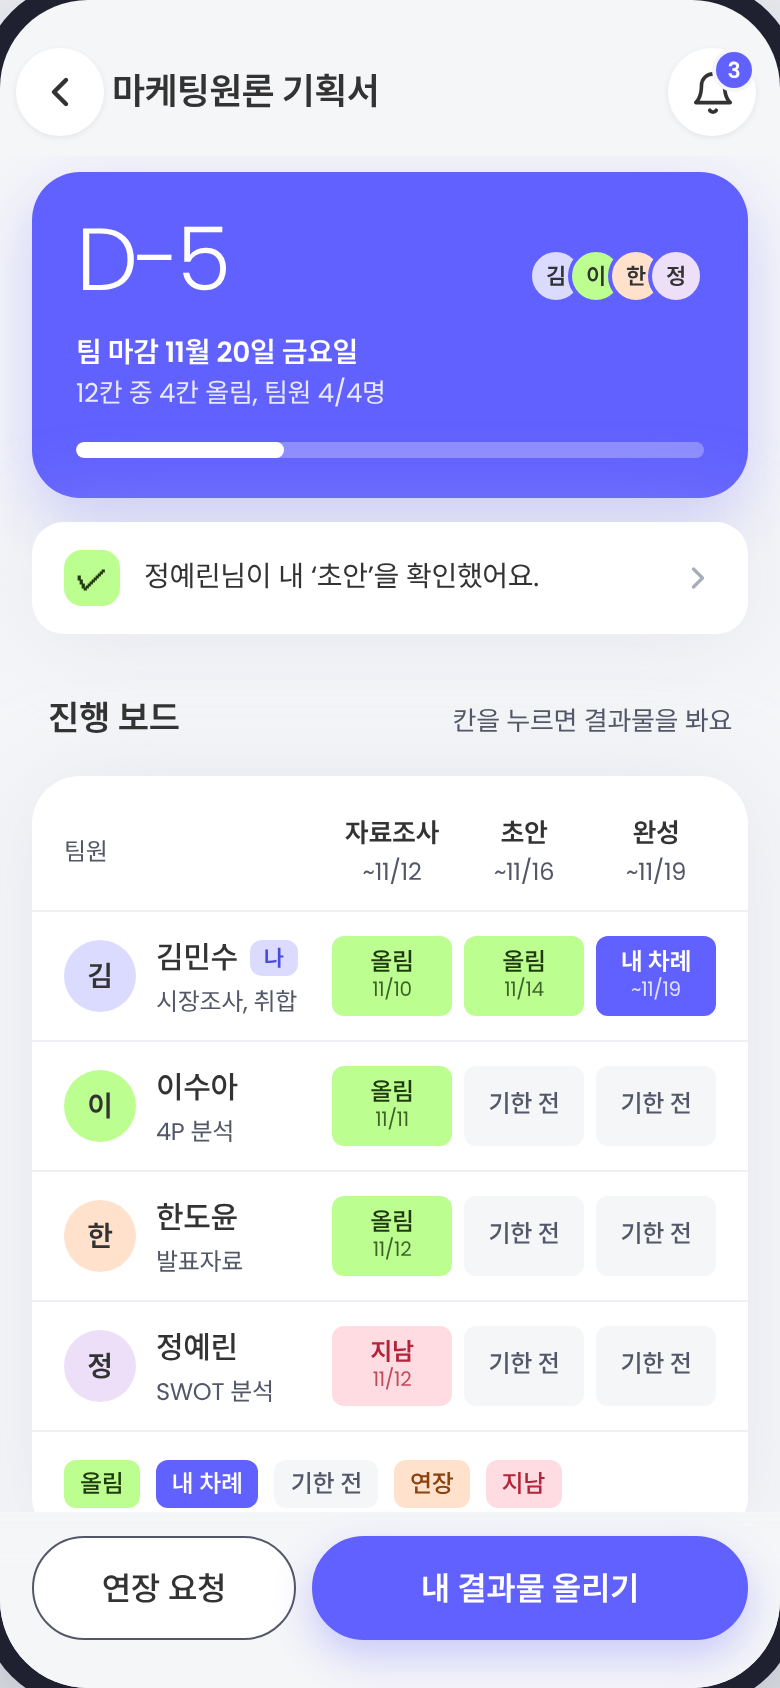 마케팅원론 기획서
3
D-5
김 이 한 정
팀 마감 11월 20일 금요일
12칸 중 4칸 올림, 팀원 4/4명
정예린님이 내 ‘초안’을 확인했어요.
진행 보드
칸을 누르면 결과물을 봐요
팀원 자료조사 초안 완성
~11/12 ~11/16 ~11/19
김 김민수 나 올림 올림 내 차례
시장조사, 취합 11/10 11/14 ~11/19
이 이수아 올림 기한 전 기한 전
4P 분석 11/11
한 한도윤 올림 기한 전 기한 전
발표자료 11/12
정 정예린 지남 기한 전 기한 전
SWOT 분석 11/12
올림 내 차례 기한 전 연장 지남
연장 요청 내 결과물 올리기